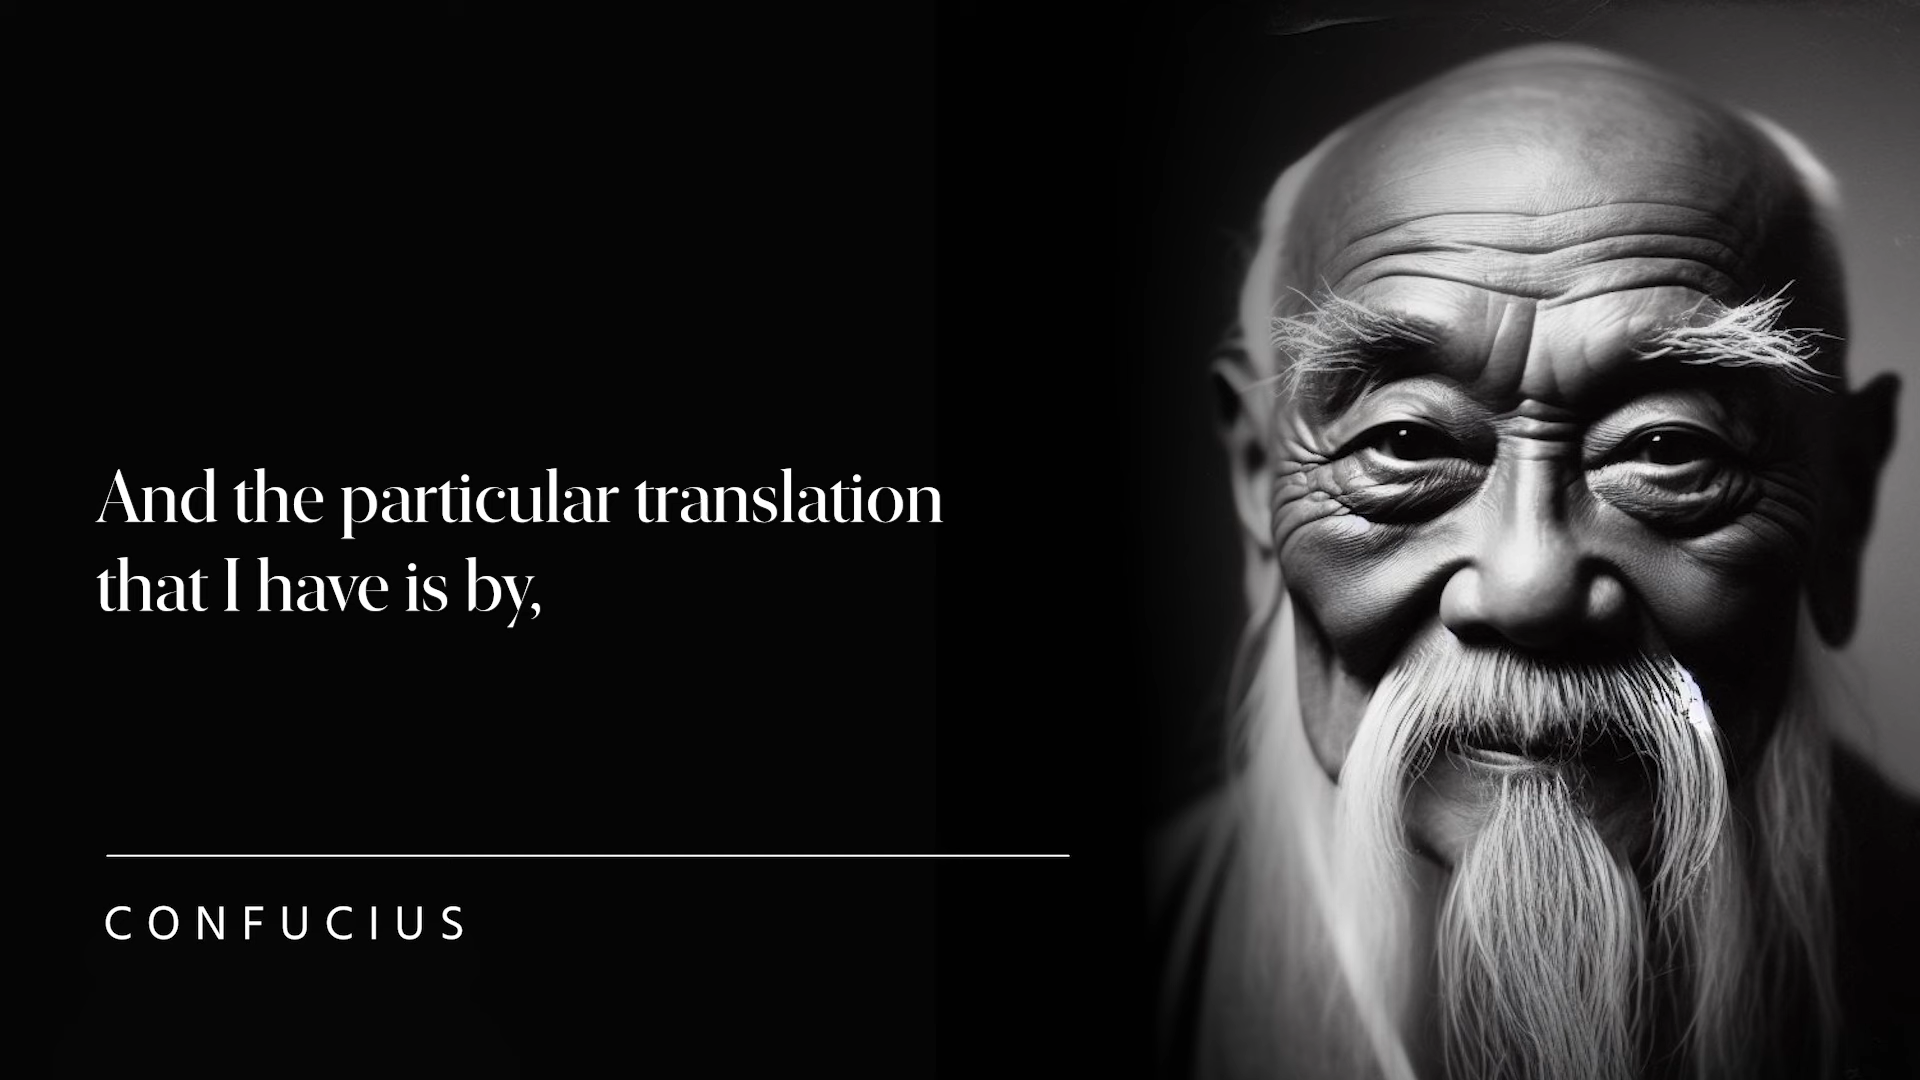 And the particular translation
that I have is by,
CONFUCIUS